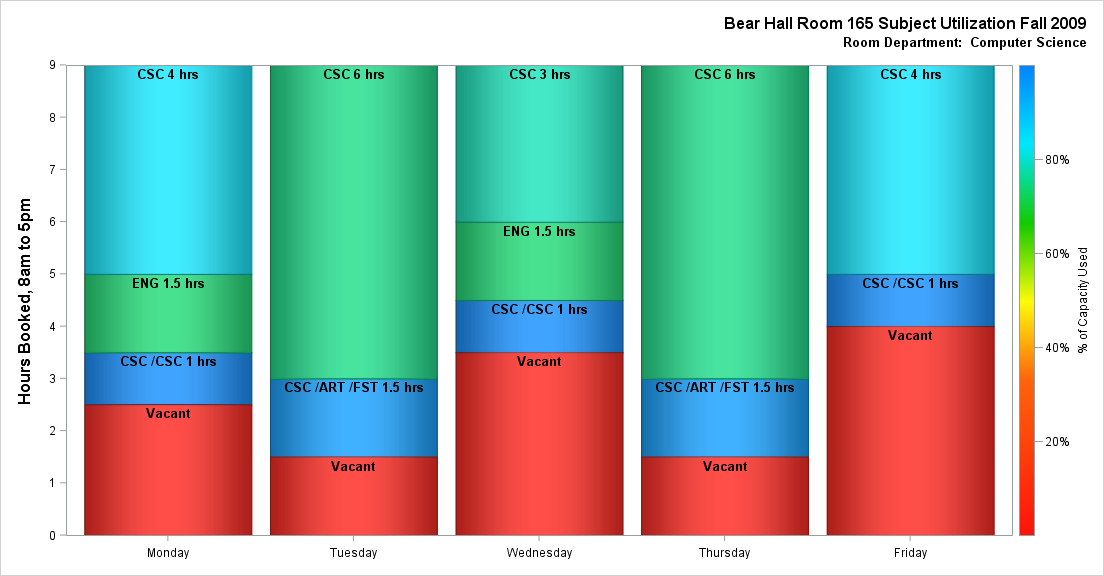 Bear Hall Room 165 Subject Utilization Fall 2009
Room Department:  Computer Science
Hours Booked, 8am to 5pm
9
8
7
6
5
4
3
2
1
0
CSC 4 hrs
ENG 1.5 hrs
CSC /CSC 1 hrs
Vacant
CSC 6 hrs
CSC /ART /FST 1.5 hrs
Vacant
CSC 3 hrs
ENG 1.5 hrs
CSC /CSC 1 hrs
Vacant
CSC 6 hrs
CSC /ART /FST 1.5 hrs
Vacant
CSC 4 hrs
CSC /CSC 1 hrs
Vacant
Monday
Tuesday
Wednesday
Thursday
Friday
80%
60%
40%
20%
% of Capacity Used